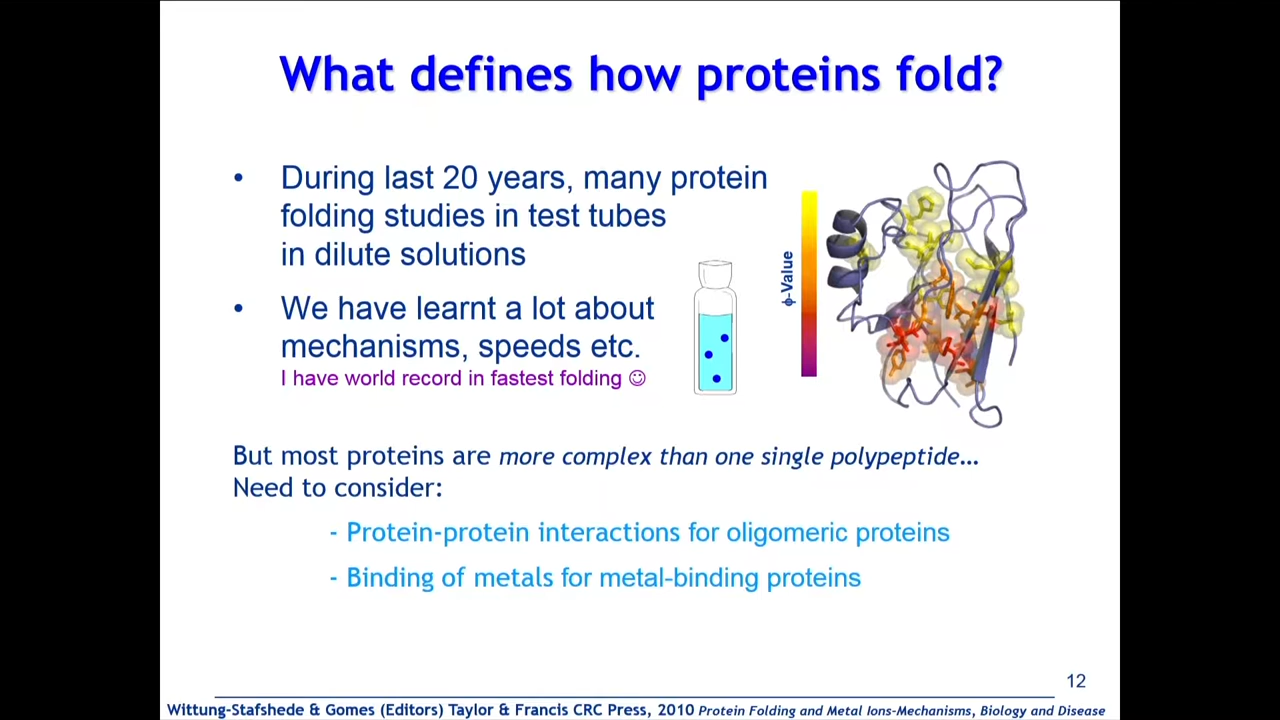 What defines how proteins fold?
• During last 20 years, many protein
folding studies in test tubes
in dilute solutions
• We have learnt a lot about
mechanisms, speeds etc.
I have world record in fastest folding ☺
ϕ-Value
But most proteins are more complex than one single polypeptide…
Need to consider:
- Protein-protein interactions for oligomeric proteins
- Binding of metals for metal-binding proteins
12
Wittung-Stafshede & Gomes (Editors) Taylor & Francis CRC Press, 2010 Protein Folding and Metal Ions-Mechanisms, Biology and Disease